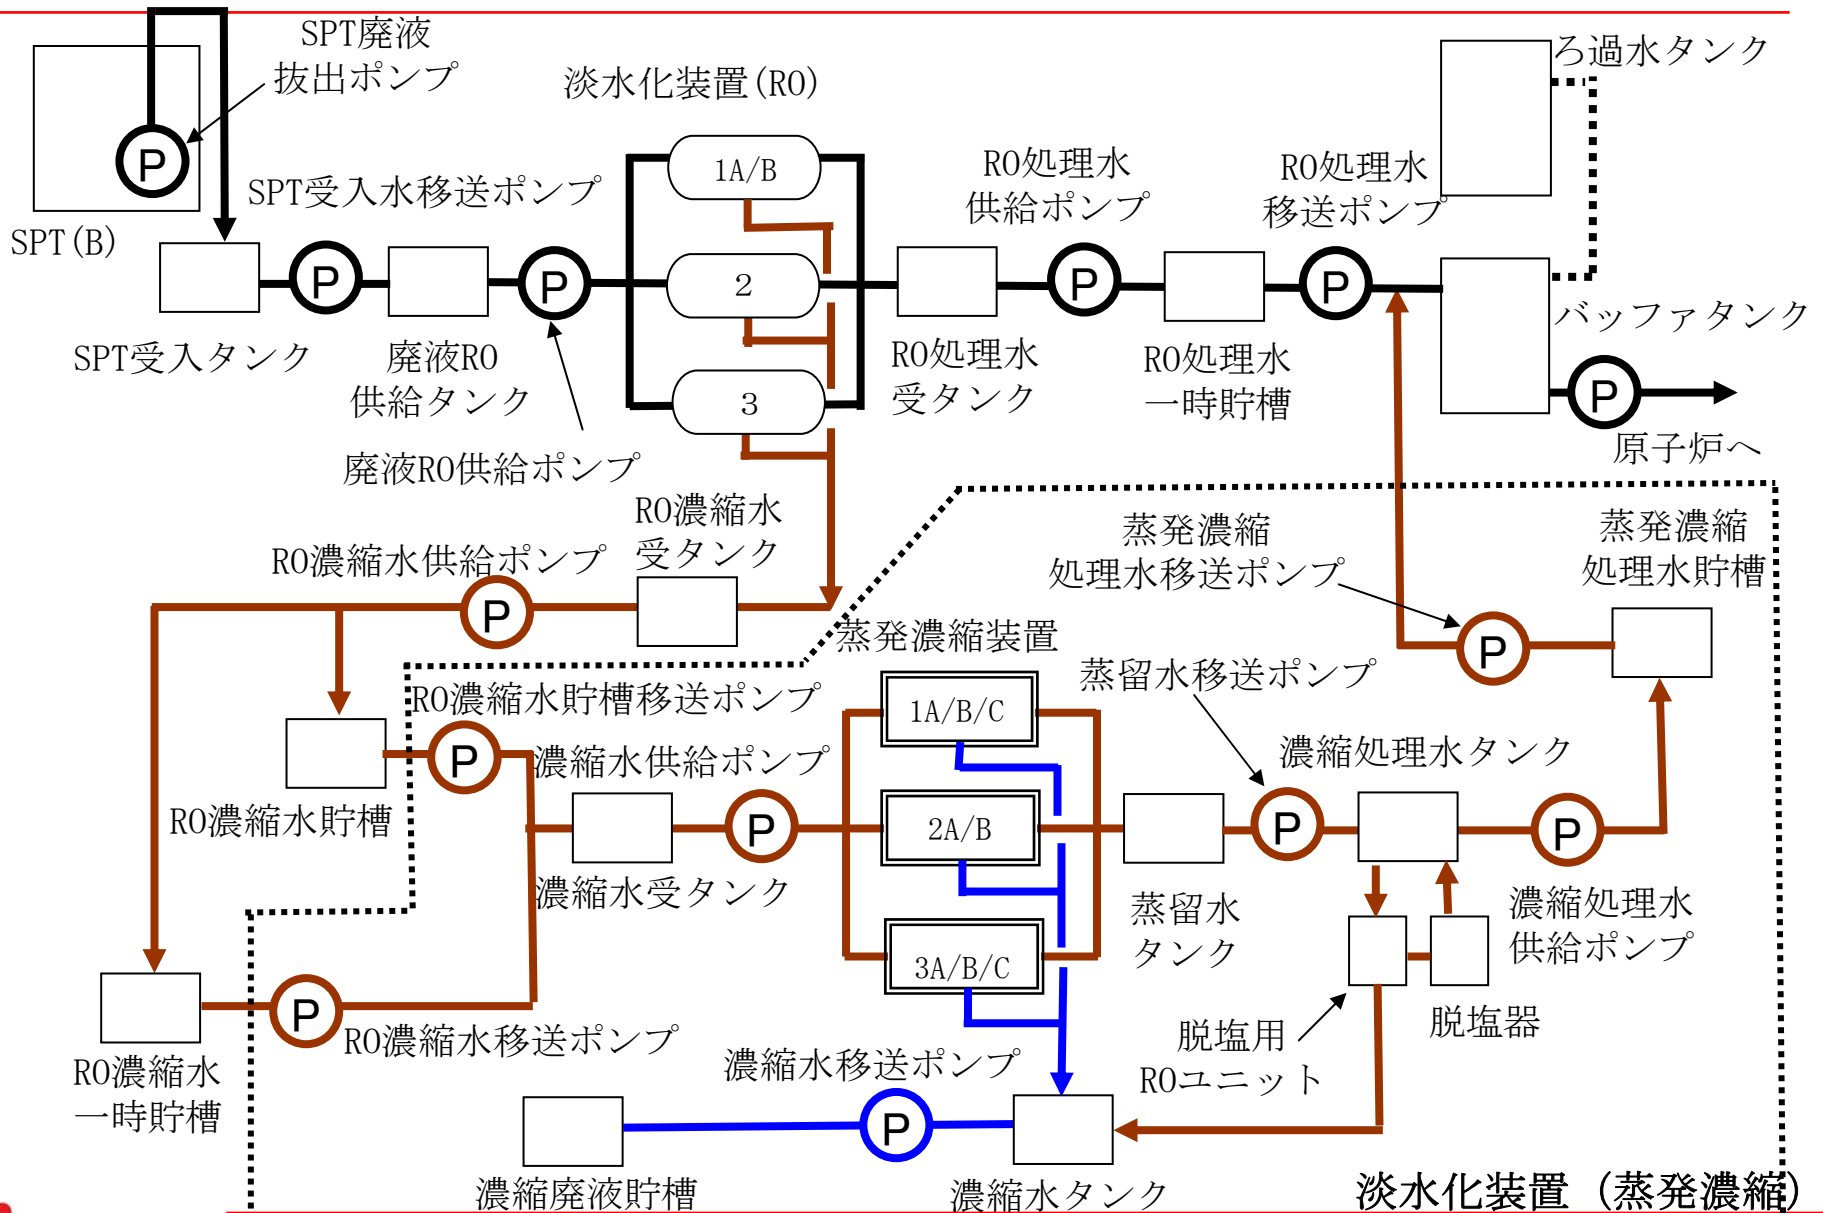 SPT廃液
抜出ポンプ
P
SPT(B)
淡水化装置(RO)
ろ過水タンク
SPT受入水移送ポンプ
1A/B
RO処理水
供給ポンプ
RO処理水
移送ポンプ
P
P
2
P
P
バッファタンク
SPT受入タンク
廃液RO
供給タンク
3
RO処理水
受タンク
RO処理水
一時貯槽
P
原子炉へ
廃液RO供給ポンプ
RO濃縮水
受タンク
RO濃縮水供給ポンプ
P
蒸発濃縮
処理水移送ポンプ
蒸発濃縮
処理水貯槽
P
蒸発濃縮装置
蒸留水移送ポンプ
RO濃縮水貯槽移送ポンプ
P
1A/B/C
濃縮水供給ポンプ
濃縮処理水タンク
RO濃縮水貯槽
P
2A/B
P
P
濃縮水受タンク
蒸留水
タンク
濃縮処理水
供給ポンプ
3A/B/C
P
RO濃縮水移送ポンプ
脱塩用
ROユニット
脱塩器
RO濃縮水
一時貯槽
濃縮水移送ポンプ
P
濃縮廃液貯槽
濃縮水タンク
淡水化装置（蒸発濃縮）